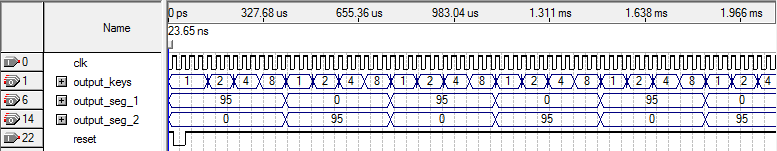 Name
0 ps 327.68 us 655.36 us 983.04 us 1.311 ms 1.638 ms 1.966 ms
23.65 ns
0 clk
1 output_keys 1 2 4 8 1 2 4 8 1 2 4 8 1 2 4 8 1 2 4 8 1 2 4
6 output_seg_1 95 0 95 0 95 0
14 output_seg_2 0 95 0 95 0 95
22 reset